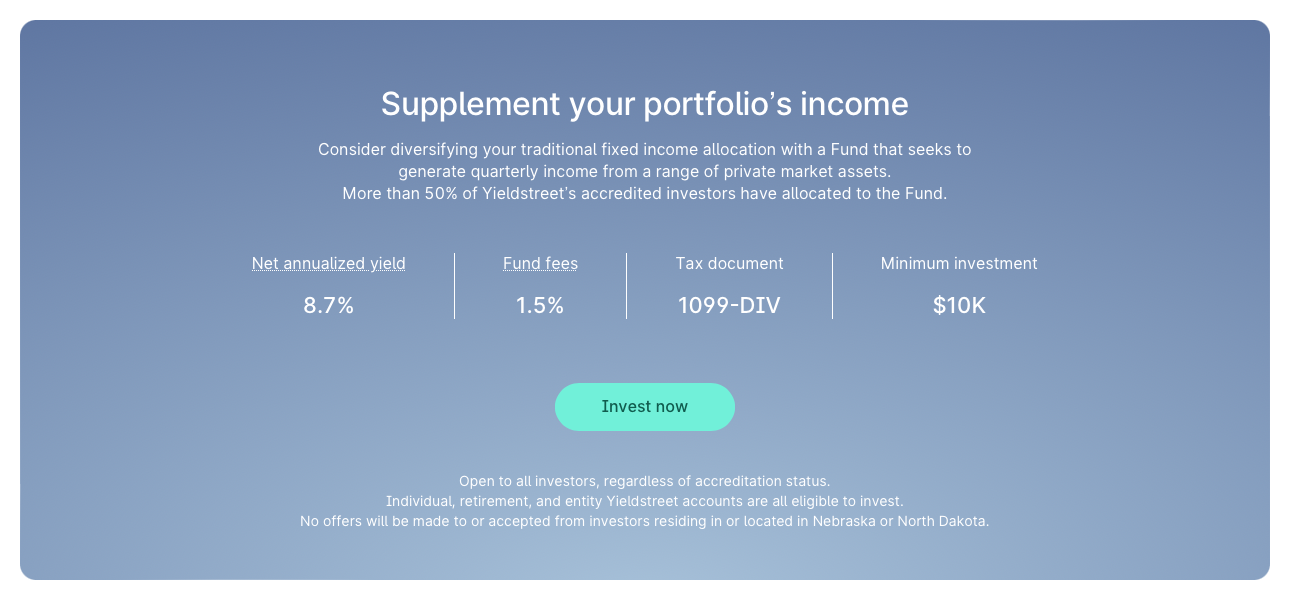 Supplement your portfolio's income
Consider diversifying your traditional fixed income allocation with a Fund that seeks to
generate quarterly income from a range of private market assets.
More than 50% of Yieldstreet's accredited investors have allocated to the Fund.
Net annualized yield
8.7%
Fund fees
1.5%
Tax document
1099-DIV
Minimum investment
$10K
Invest now
Open to all investors, regardless of accreditation status.
Individual, retirement, and entity Yieldstreet accounts are all eligible to invest.
No offers will be made to or accepted from investors residing in or located in Nebraska or North Dakota.